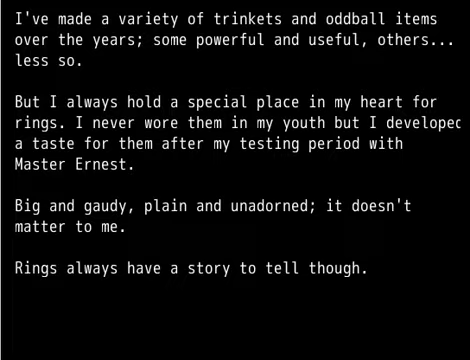 I've made a variety of trinkets and oddball items
over the years; some powerful and useful, others...
less so.
But I always hold a special place in my heart for
rings. I never wore them in my youth but I developed
a taste for them after my testing period with
Master Ernest.
Big and gaudy, plain and unadorned; it doesn't
matter to me.
Rings always have a story to tell though.